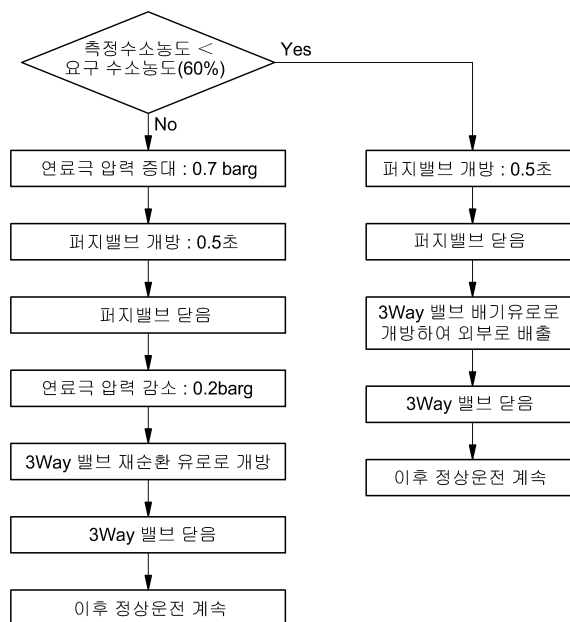 측정수소농도 <
요구 수소농도(60%)
Yes
No
연료극 압력 증대 : 0.7 barg
퍼지밸브 개방 : 0.5초
퍼지밸브 닫음
연료극 압력 감소 : 0.2barg
3Way 밸브 재순환 유로로 개방
3Way 밸브 닫음
이후 정상운전 계속
퍼지밸브 개방 : 0.5초
퍼지밸브 닫음
3Way 밸브 배기유로로
개방하여 외부로 배출
3Way 밸브 닫음
이후 정상운전 계속